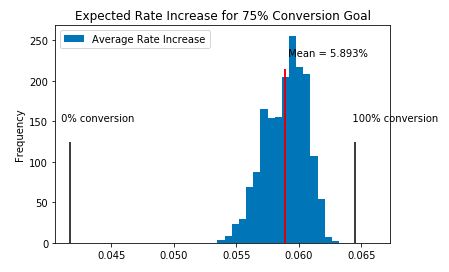 Expected Rate Increase for 75% Conversion Goal
Average Rate Increase
Mean = 5.893%
0% conversion
100% conversion
Frequency
250
200
150
100
50
0
0.045
0.050
0.055
0.060
0.065